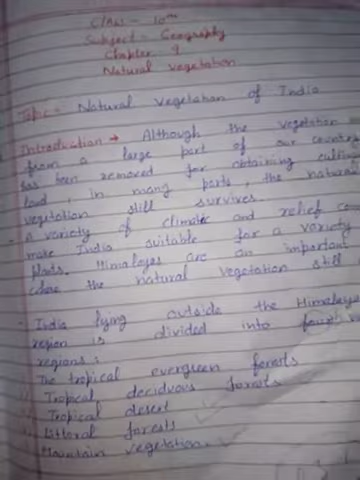 Class - 10th
Subject - Geography
Chapter 9
Natural vegetation
Topic - Natural vegetation of India
Introduction → Although the vegetation
from a large part of our country
has been removed for obtaining
land, in many parts, the natural
vegetation still survives.
- A variety of climatic and relief
make India suitable for a variety
plants. Himalayas are an important
where the natural vegetation still
- India lying outside the Himalayas
region is divided into
regions:
The tropical evergreen forests
Tropical deciduous forests
Tropical desert
Littoral forests
Mountain vegetation.